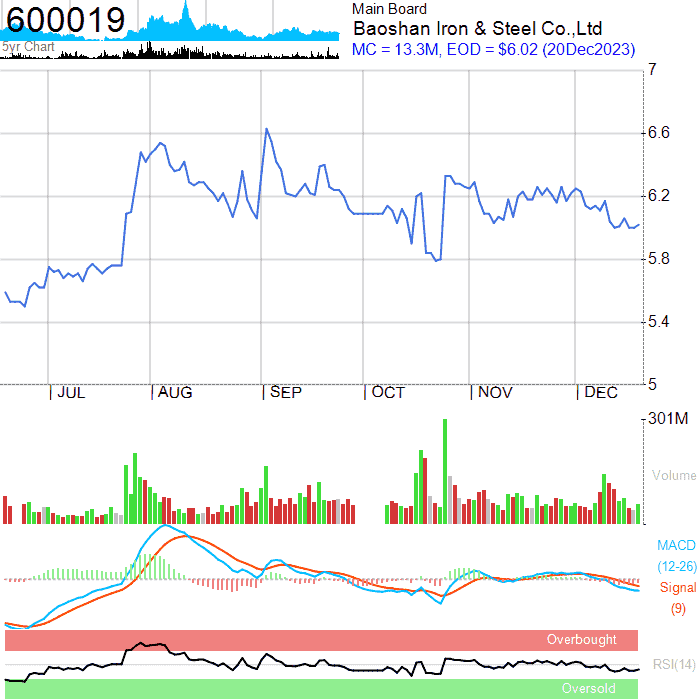 600019
5yr Chart
Main Board
Baoshan Iron & Steel Co.,Ltd
MC = 13.3M, EOD = $6.02 (20Dec2023)
7
6.6
6.2
5.8
5.4
5
JUL
AUG
SEP
OCT
NOV
DEC
301M
Volume
MACD
(12-26)
Signal
(9)
Overbought
RSI(14)
Oversold